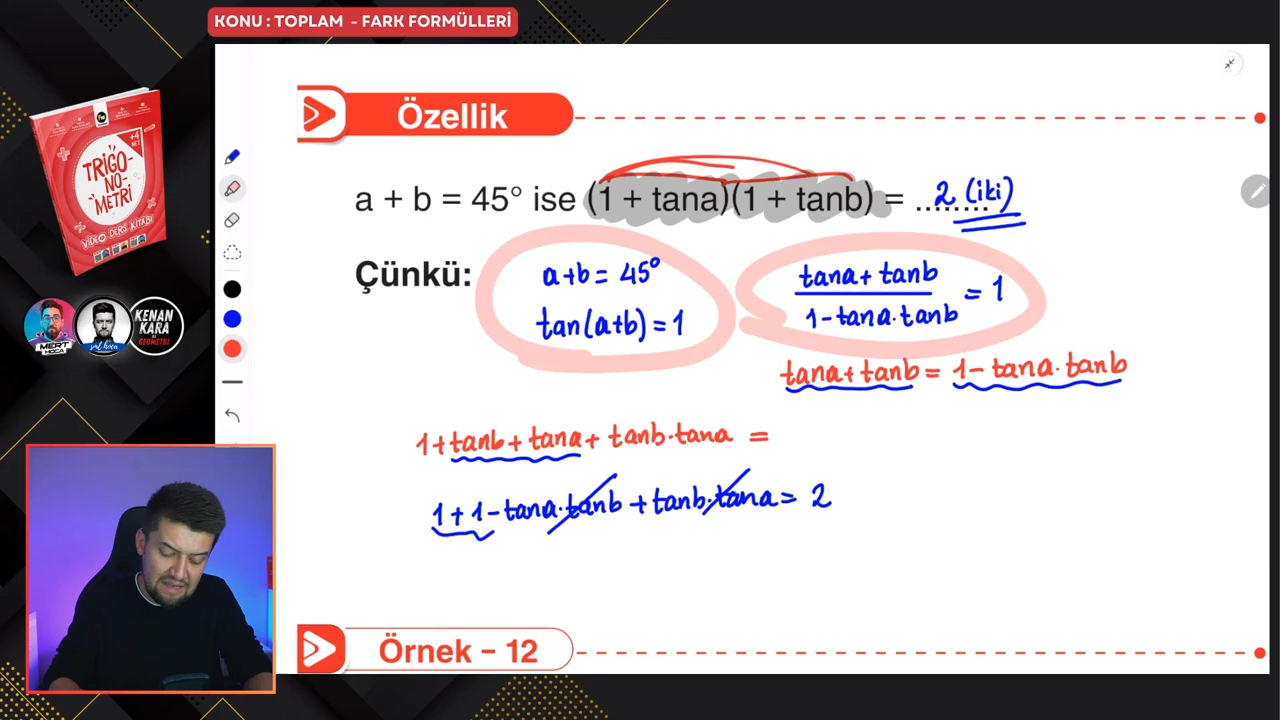 KONU : TOPLAM - FARK FORMÜLLERİ
Özellik
a + b = 45° ise (1 + tana)(1 + tanb) = ........ 2 (iki)
Çünkü:
a+b = 45°
tan(a+b) = 1
tana + tanb
1 - tana·tanb
= 1
tana + tanb = 1 - tana·tanb
1 + tanb + tana + tanb·tana =
1 + 1 - tana·tanb + tanb·tana = 2
Örnek – 12
+4 NET
TRİGO-
NO-
METRİ
VİDEO DERS KİTABI
MERT
HOCA
KENAN
KARA
GEOMETRİ